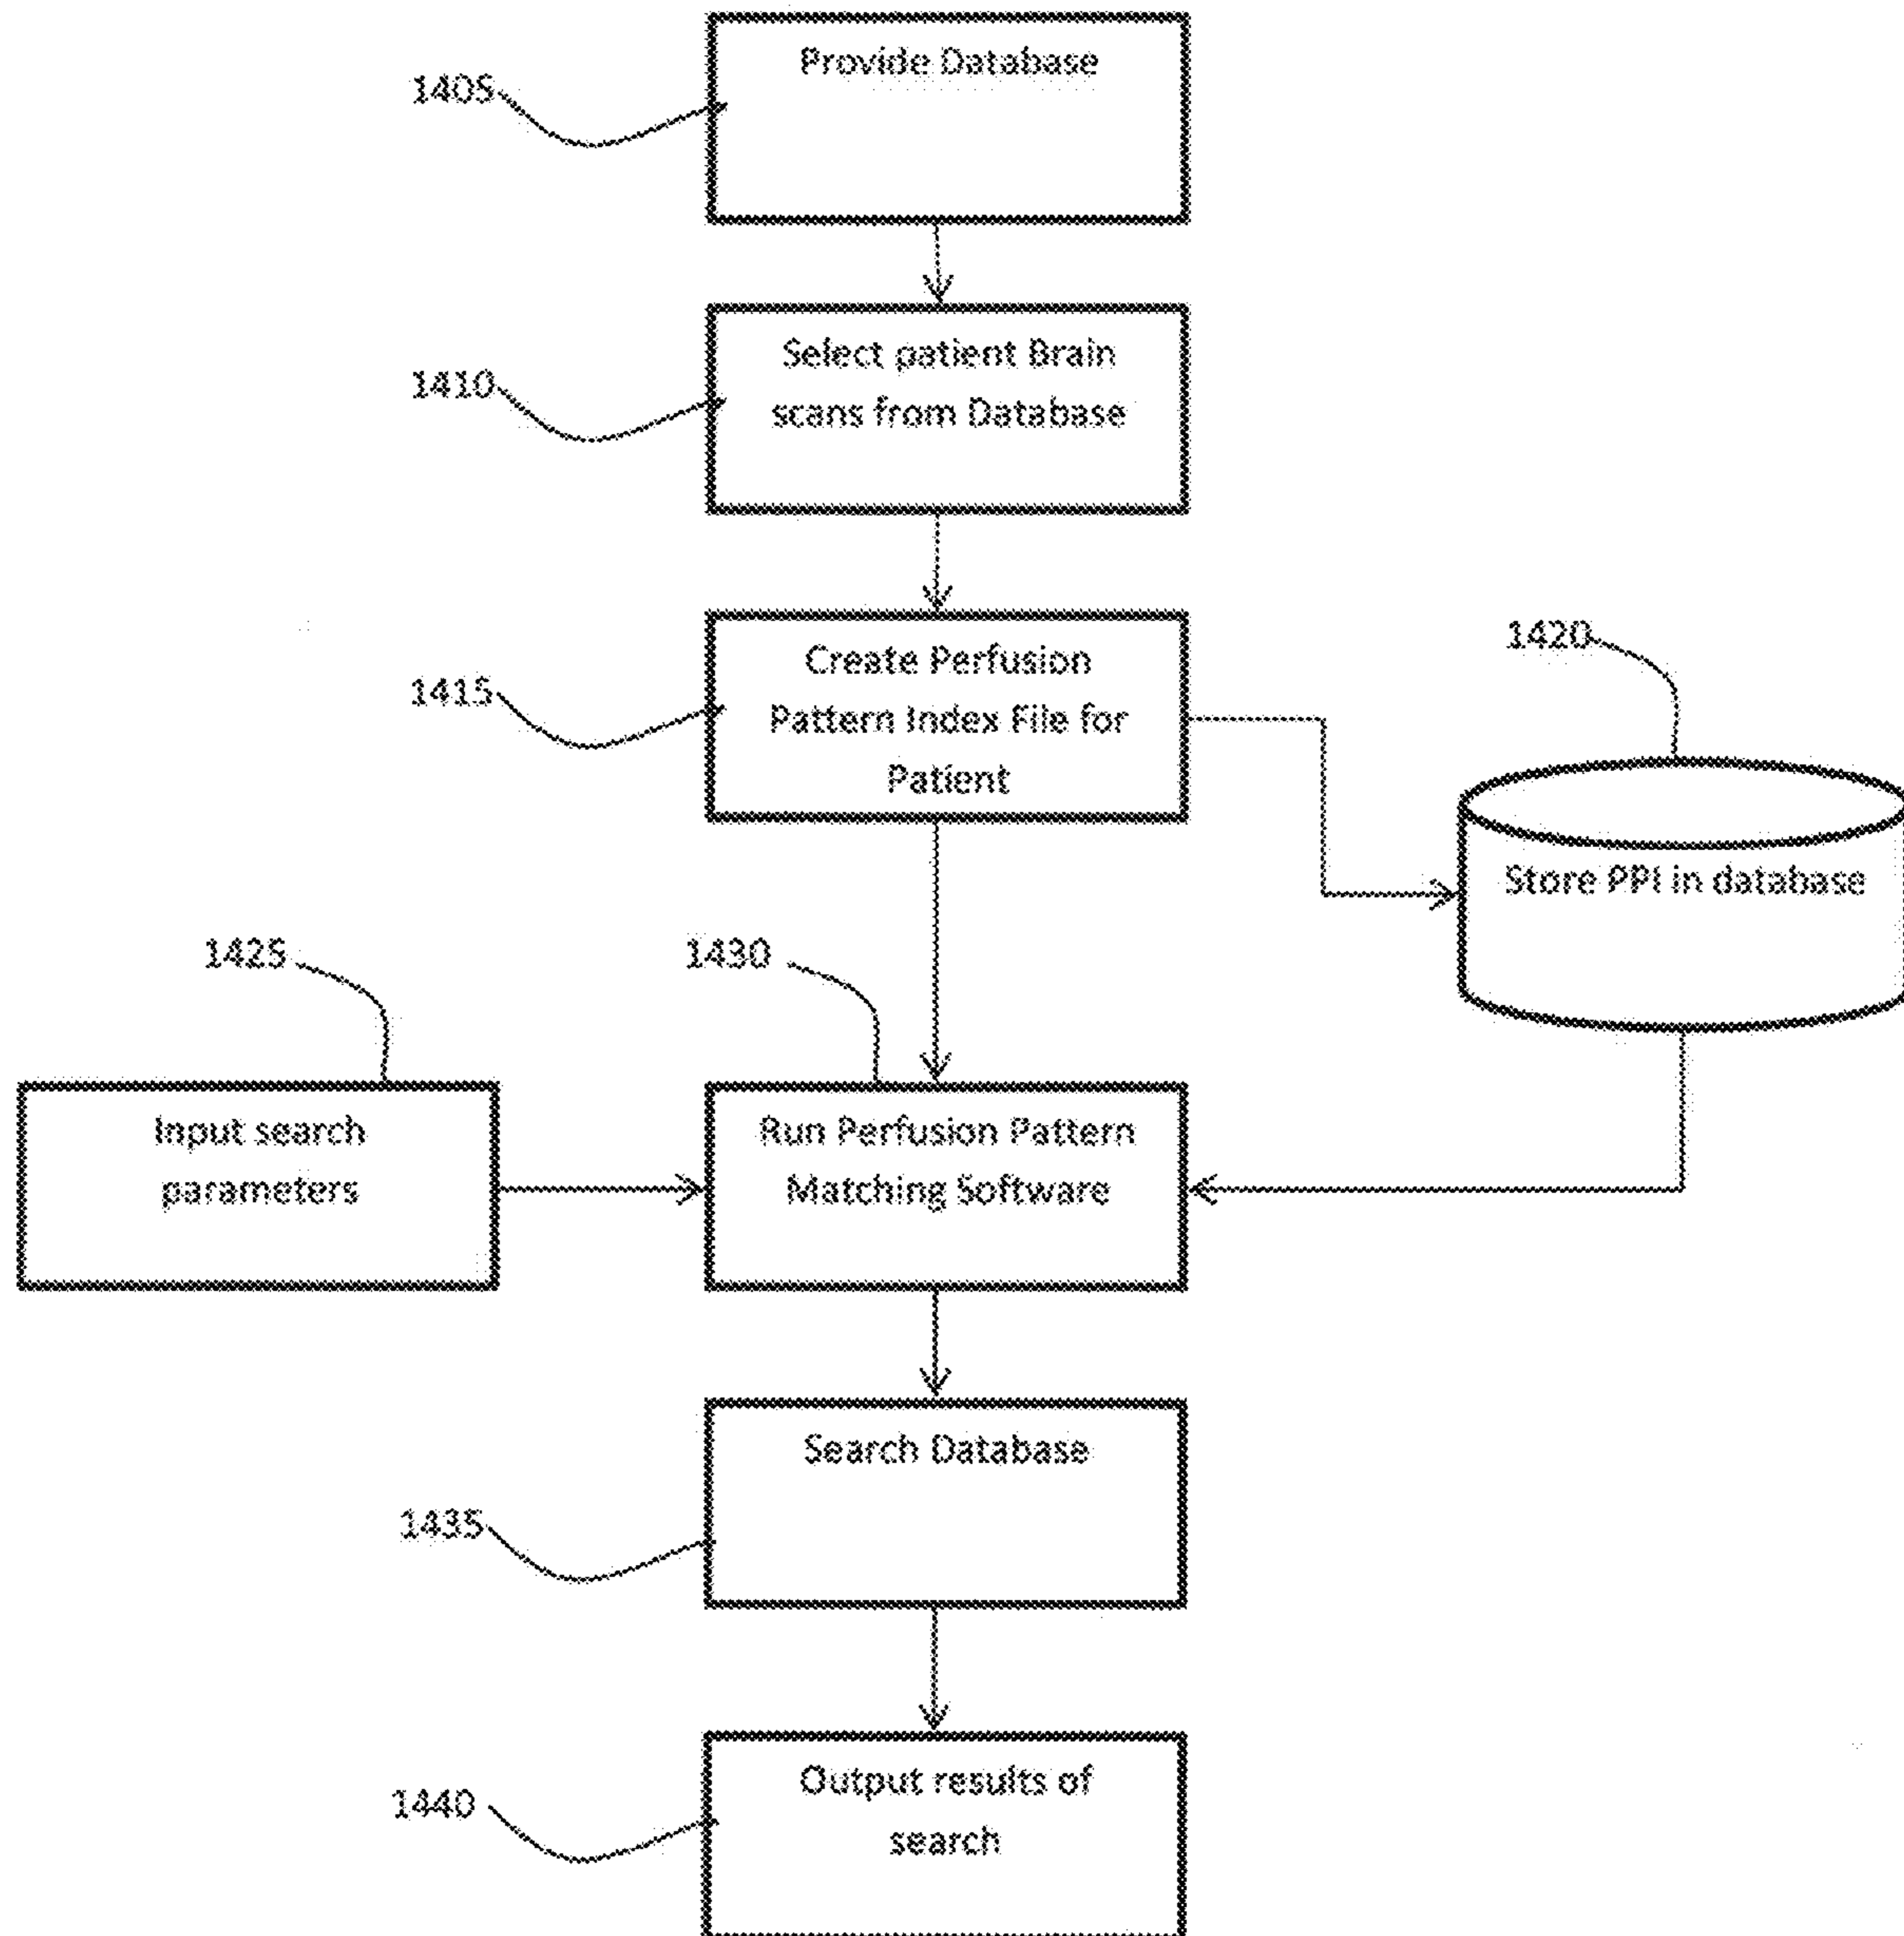 Provide Database
1405
Select patient Brain
scans from Database
1410
Create Perfusion
Pattern Index File for
Patient
1415
1420
Store PPI in database
1425
1430
Input search
parameters
Run Perfusion Pattern
Matching Software
Search Database
1435
Output results of
search
1440